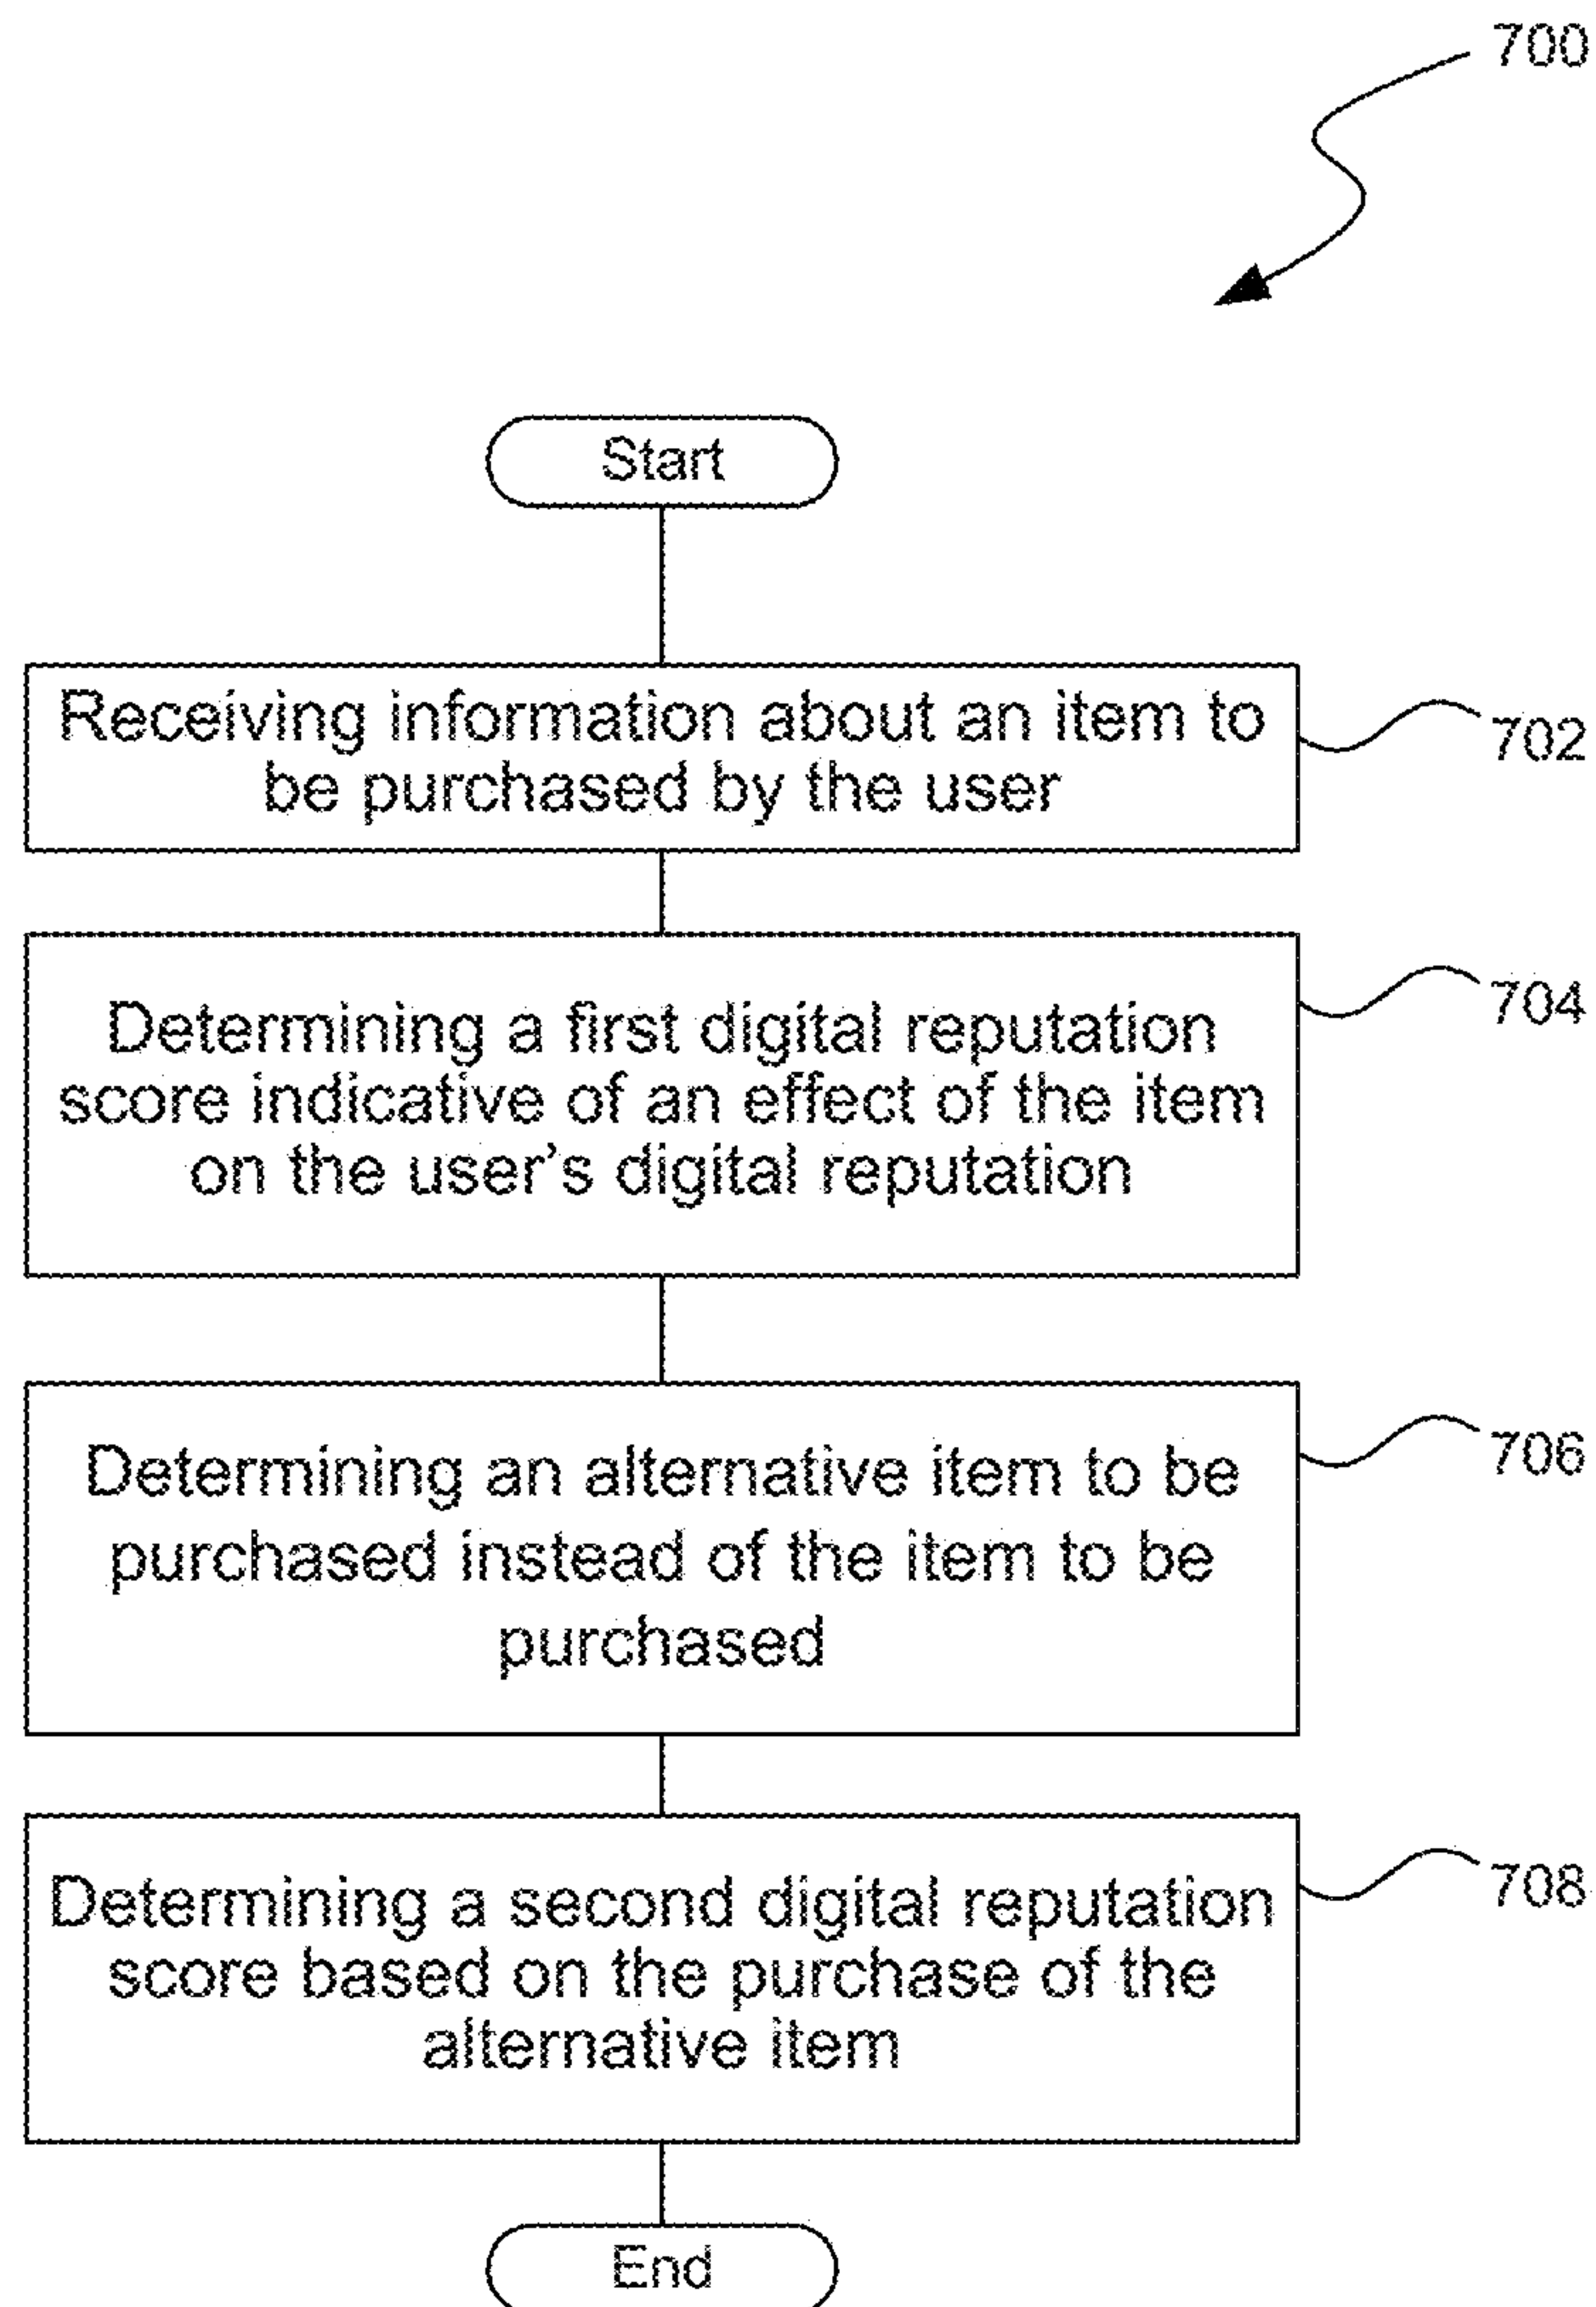 700
Start
Receiving information about an item to
be purchased by the user
702
Determining a first digital reputation
score indicative of an effect of the item
on the user's digital reputation
704
Determining an alternative item to be
purchased instead of the item to be
purchased
706
Determining a second digital reputation
score based on the purchase of the
alternative item
708
End